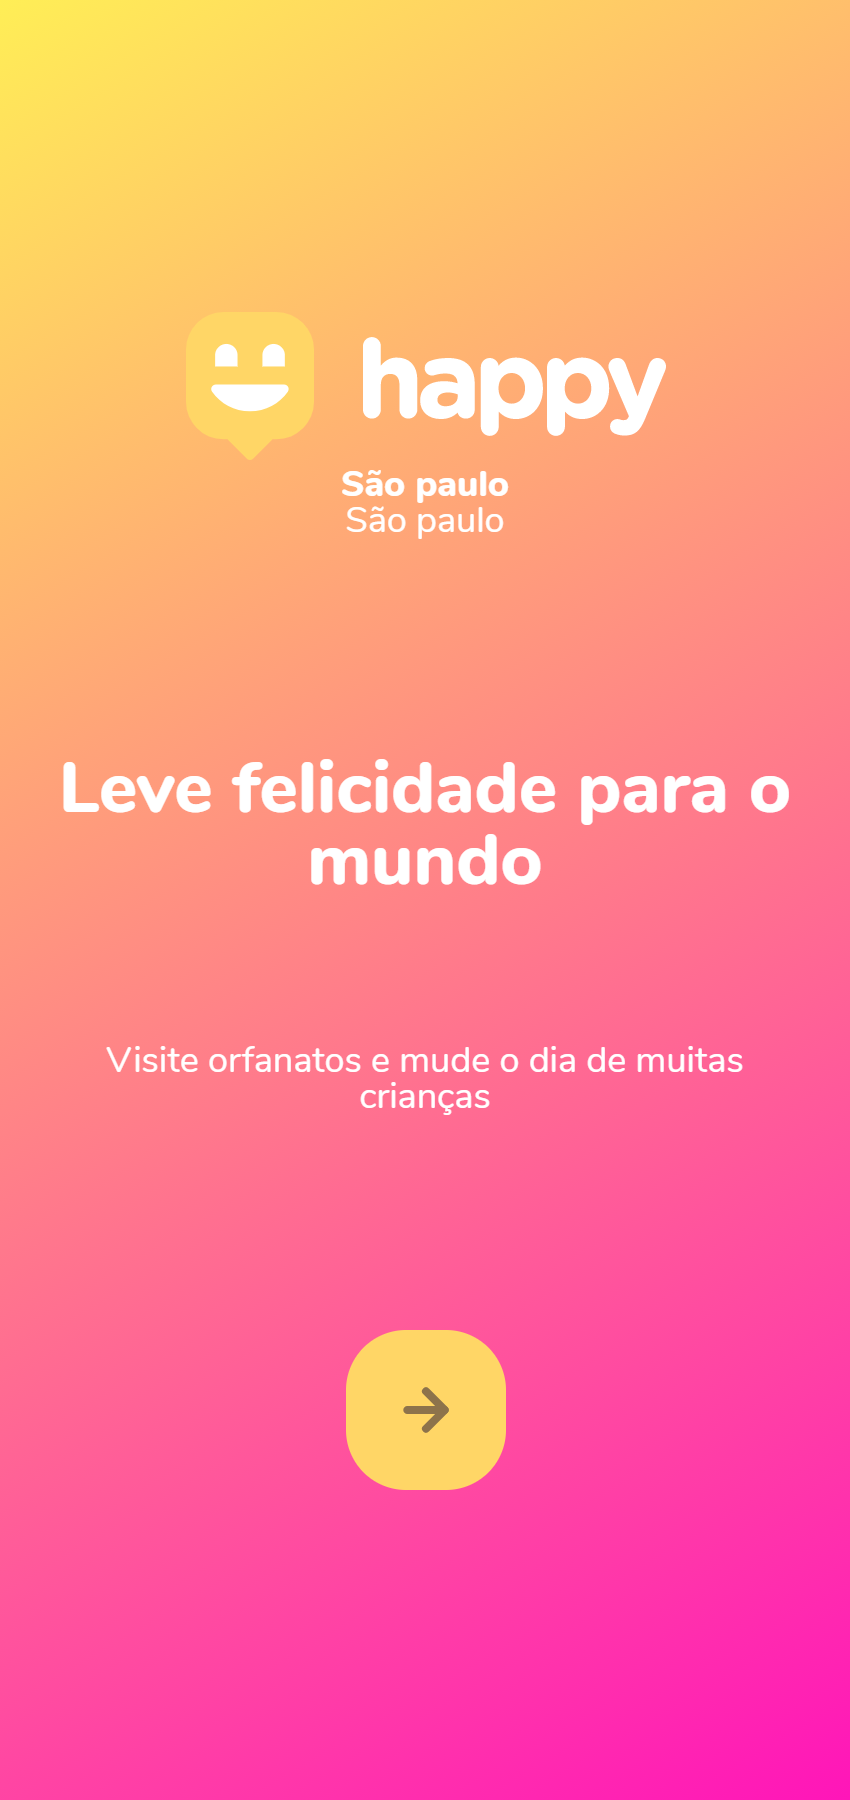 happy
São paulo
São paulo
Leve felicidade para o
mundo
Visite orfanatos e mude o dia de muitas
crianças